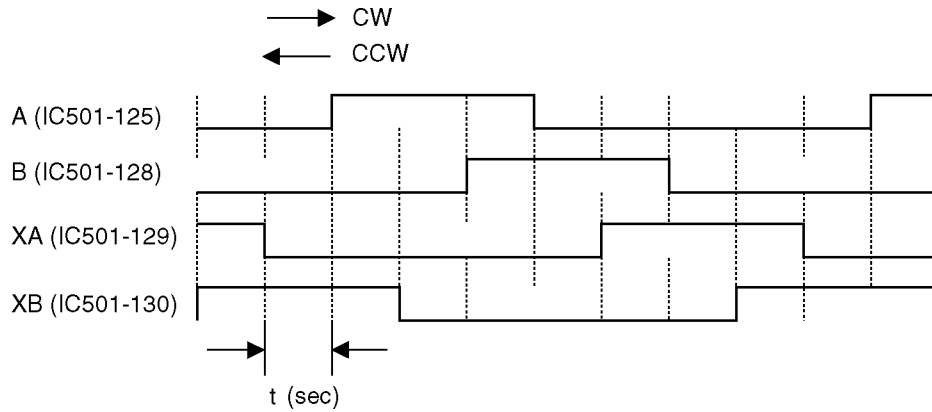 CW
CCW
A (IC501-125)
B (IC501-128)
XA (IC501-129)
XB (IC501-130)
t (sec)